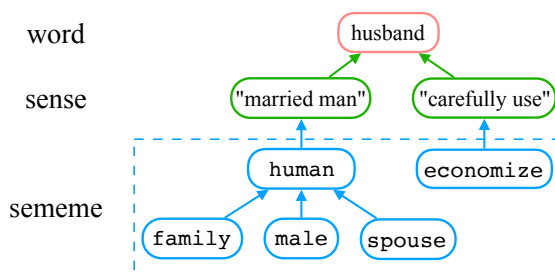 word
husband
sense
"married man"
"carefully use"
sememe
human
economize
family
male
spouse